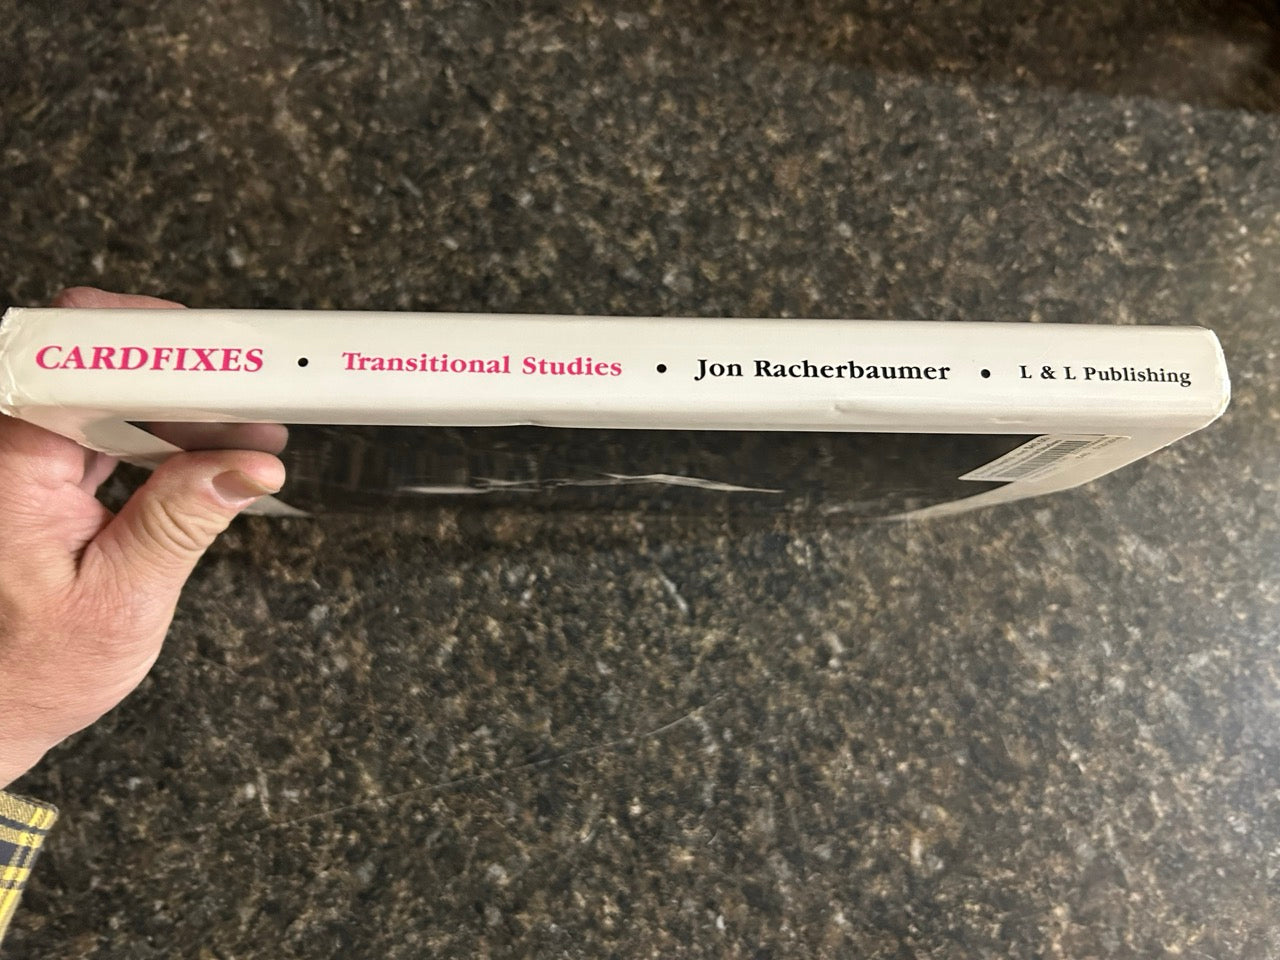 CARDFIXES • Transitional Studies • Jon Racherbaumer • L & L Publishing